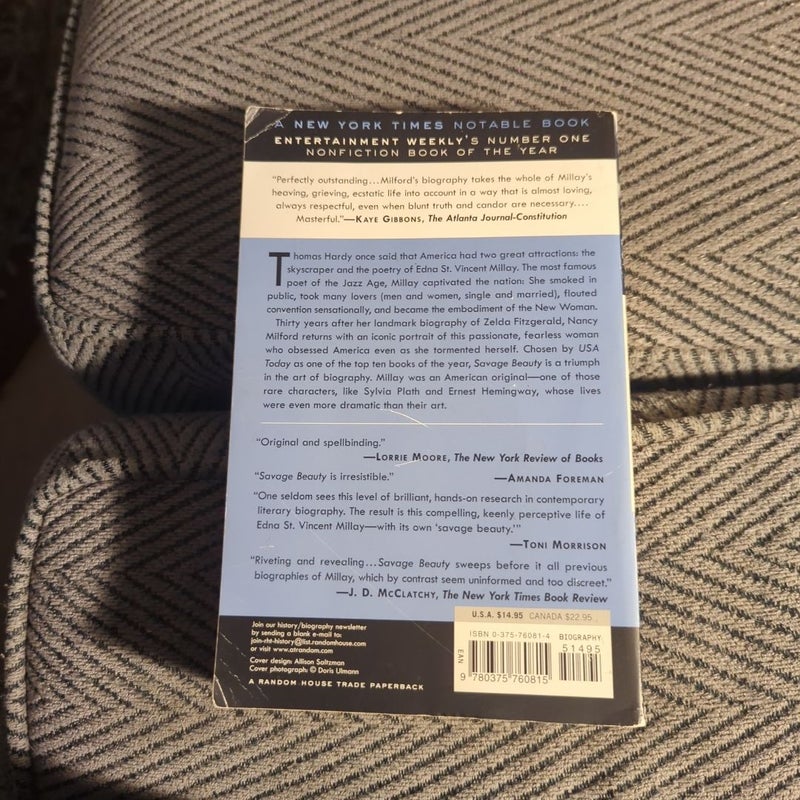 A NEW YORK TIMES NOTABLE BOOK
ENTERTAINMENT WEEKLY'S NUMBER ONE
NONFICTION BOOK OF THE YEAR
"Perfectly outstanding...Milford's biography takes the whole of Millay's
heaving, grieving, ecstatic life into account in a way that is almost loving,
always respectful, even when blunt truth and candor are necessary....
Masterful."—KAYE GIBBONS, The Atlanta Journal-Constitution
Thomas Hardy once said that America had two great attractions: the
skyscraper and the poetry of Edna St. Vincent Millay. The most famous
poet of the Jazz Age, Millay captivated the nation: She smoked in
public, took many lovers (men and women, single and married), flouted
convention sensationally, and became the embodiment of the New Woman.
Thirty years after her landmark biography of Zelda Fitzgerald, Nancy
Milford returns with an iconic portrait of this passionate, fearless woman
who obsessed America even as she tormented herself. Chosen by USA
Today as one of the top ten books of the year, Savage Beauty is a triumph
in the art of biography. Millay was an American original—one of those
rare characters, like Sylvia Plath and Ernest Hemingway, whose lives
were even more dramatic than their art.
"Original and spellbinding."
—LORRIE MOORE, The New York Review of Books
"Savage Beauty is irresistible."
—AMANDA FOREMAN
"One seldom sees this level of brilliant, hands-on research in contemporary
literary biography. The result is this compelling, keenly perceptive life of
Edna St. Vincent Millay—with its own 'savage beauty.'"
—TONI MORRISON
"Riveting and revealing...Savage Beauty sweeps before it all previous
biographies of Millay, which by contrast seem uninformed and too discreet."
—J. D. MCCLATCHY, The New York Times Book Review
Join our history/biography newsletter
by sending a blank e-mail to:
join-rht-history@list.randomhouse.com
or visit www.atrandom.com
Cover design: Allison Saltzman
Cover photograph: © Doris Ulmann
A RANDOM HOUSE TRADE PAPERBACK
U.S.A. $14.95 CANADA $22.95
ISBN 0-375-76081-4 BIOGRAPHY
51495
EAN
9 780375 760815